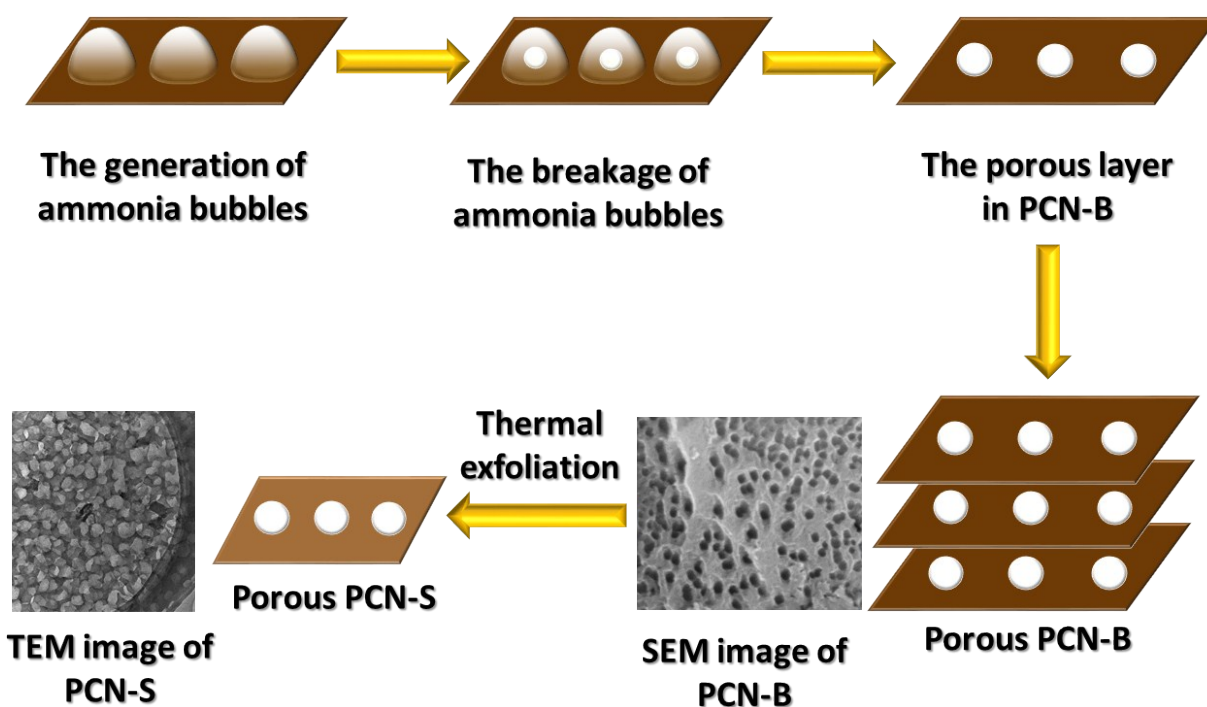 The generation of
ammonia bubbles
The breakage of
ammonia bubbles
The porous layer
in PCN-B
Thermal
exfoliation
Porous PCN-S
Porous PCN-B
TEM image of
PCN-S
SEM image of
PCN-B